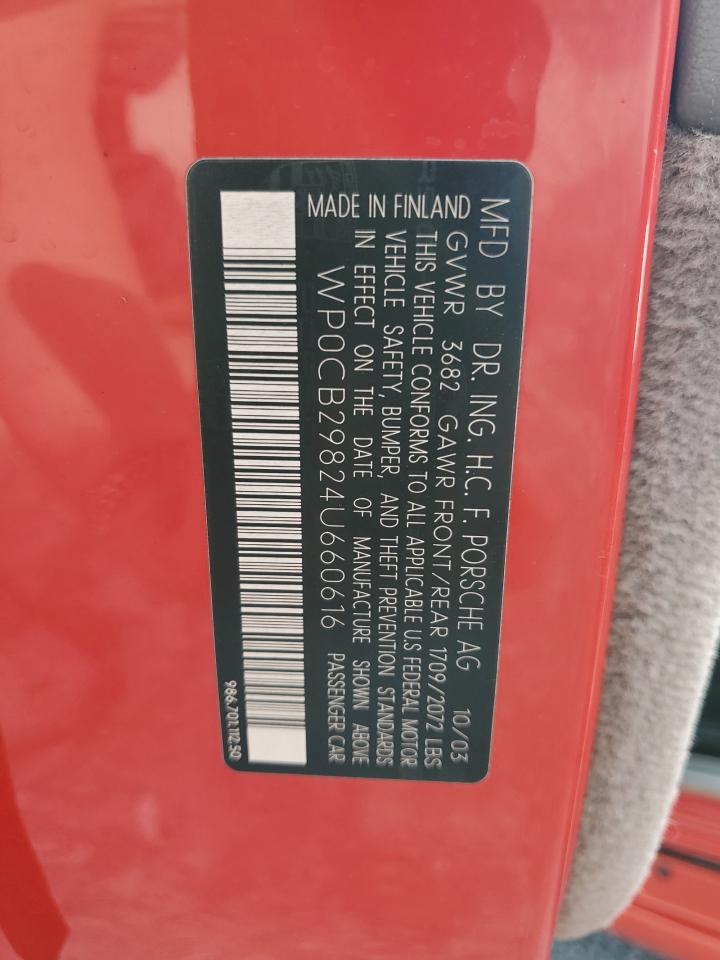 MFD BY DR. ING. H.C. F. PORSCHE AG 10/03
GVWR 3682 GAWR FRONT/REAR 1709/2072 LBS
THIS VEHICLE CONFORMS TO ALL APPLICABLE U.S FEDERAL MOTOR
VEHICLE SAFETY, BUMPER, AND THEFT PREVENTION STANDARDS
IN EFFECT ON THE DATE OF MANUFACTURE SHOWN ABOVE
MADE IN FINLAND
WP0CB29824U660616 PASSENGER CAR
986.701.112.50